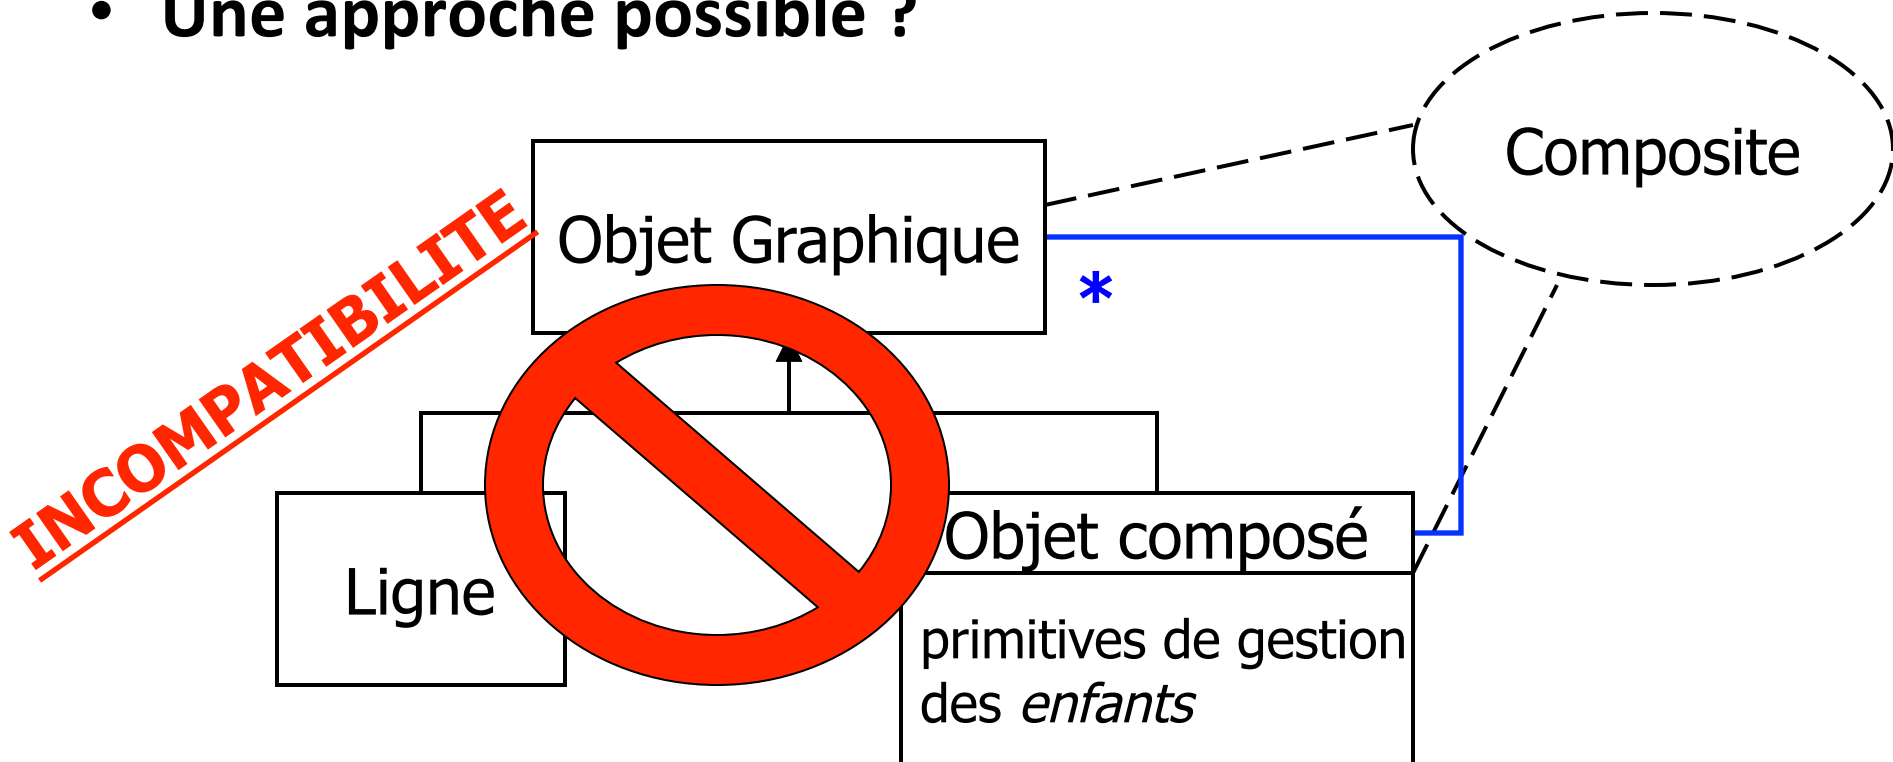 • Une approche possible ?
Composite
Objet Graphique
*
INCOMPATIBILITE
Objet composé
Ligne
primitives de gestion
des enfants